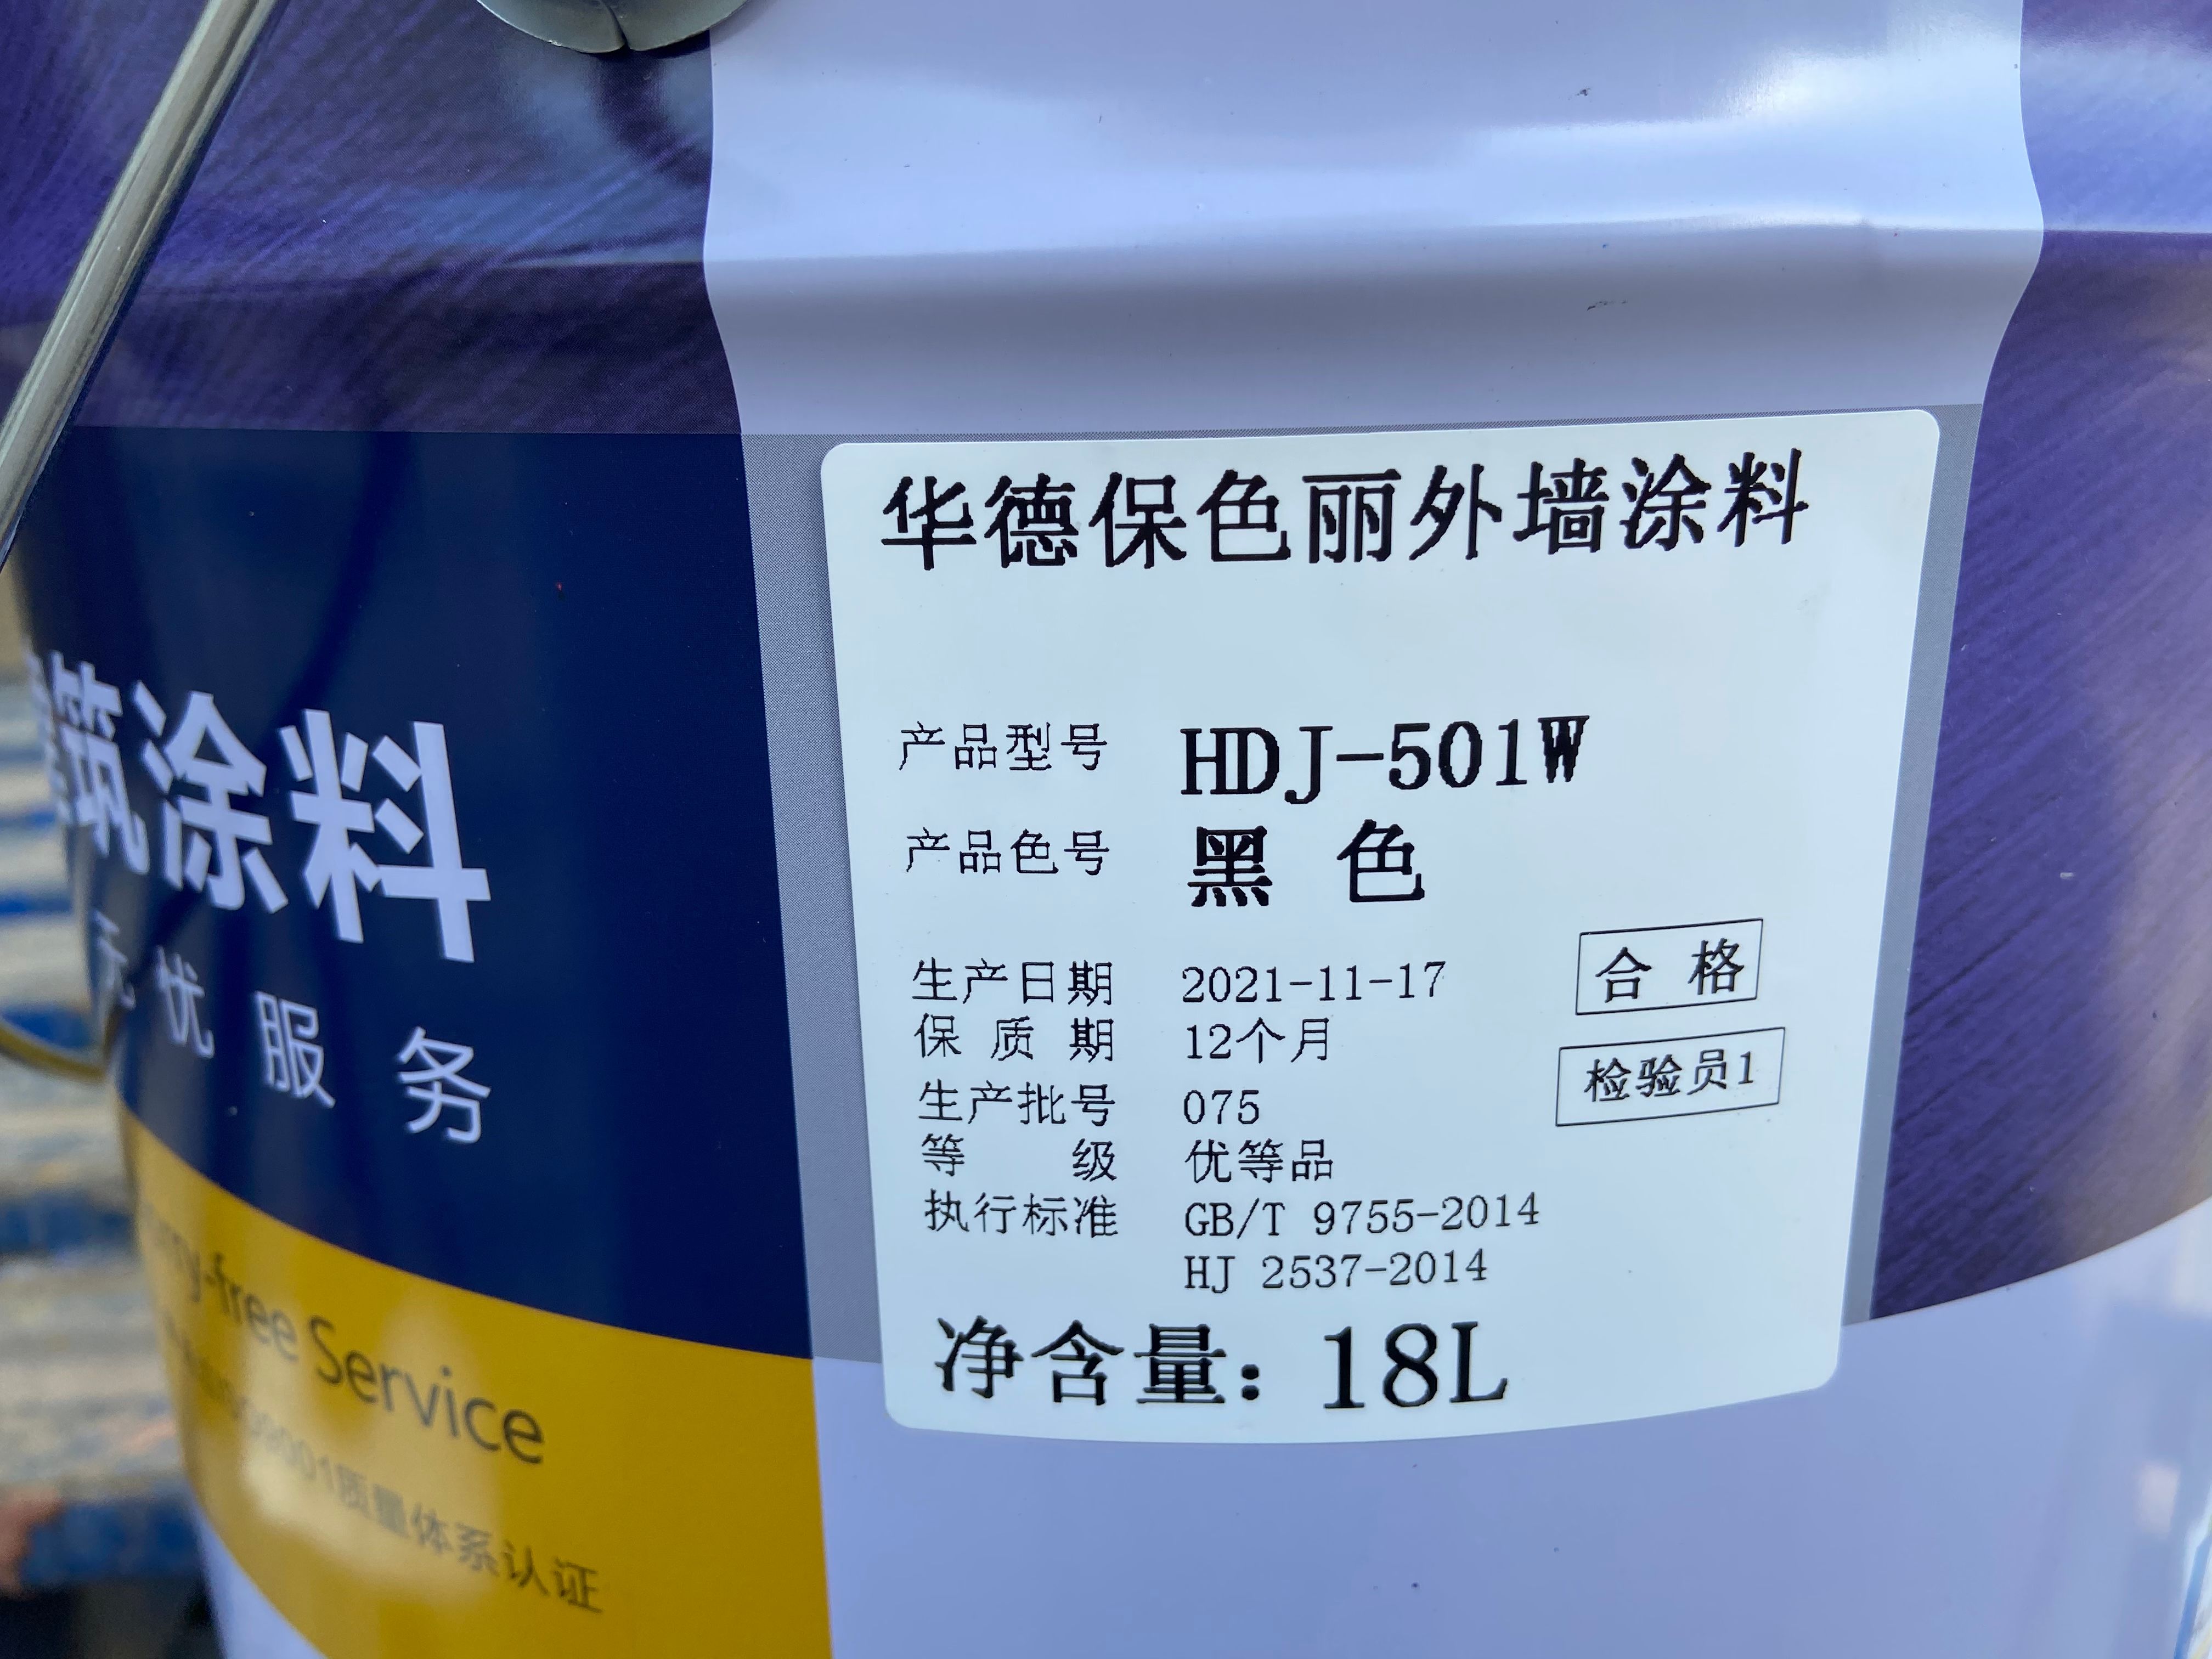 华德保色丽外墙涂料
产品型号 HDJ-501W
产品色号 黑 色
生产日期 2021-11-17
保质期 12个月
生产批号 075
等级 优等品
执行标准 GB/T 9755-2014
HJ 2537-2014
净含量：18L
合格
检验员1
筑涂料
无忧服务
-free Service
9001质量体系认证